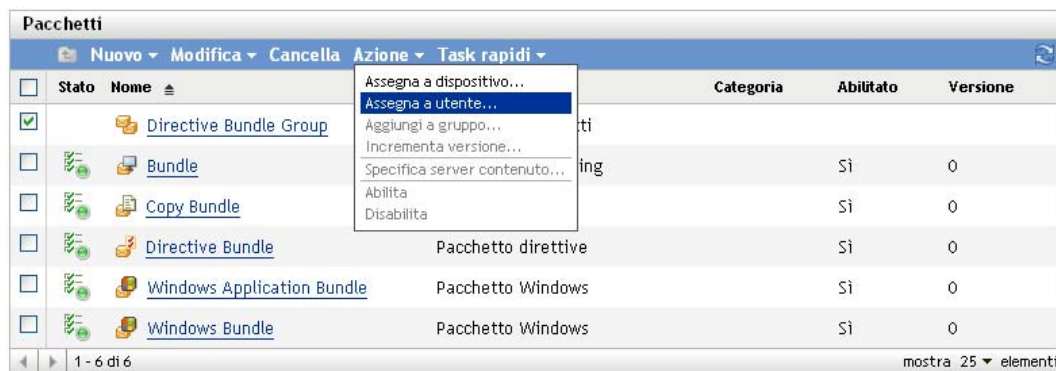 Pacchetti
Nuovo Modifica Cancella Azione Task rapidi
Stato Nome Categoria Abilitato Versione
Assegna a dispositivo...
Assegna a utente...
Aggiungi a gruppo...
Incrementa versione...
Specifica server contenuto...
Abilita
Disabilita
Directive Bundle Group tti
Bundle ing Sì 0
Copy Bundle Sì 0
Directive Bundle Pacchetto direttive Sì 0
Windows Application Bundle Pacchetto Windows Sì 0
Windows Bundle Pacchetto Windows Sì 0
1 - 6 di 6 mostra 25 elementi